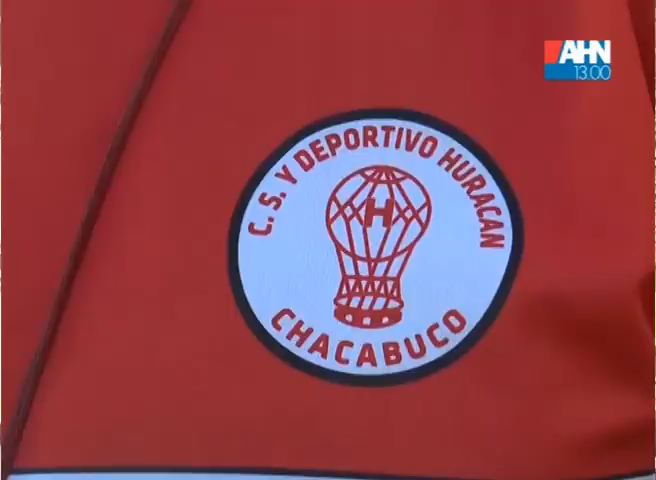 AHN
13.00
C. S. Y DEPORTIVO HURACAN
H
CHACABUCO